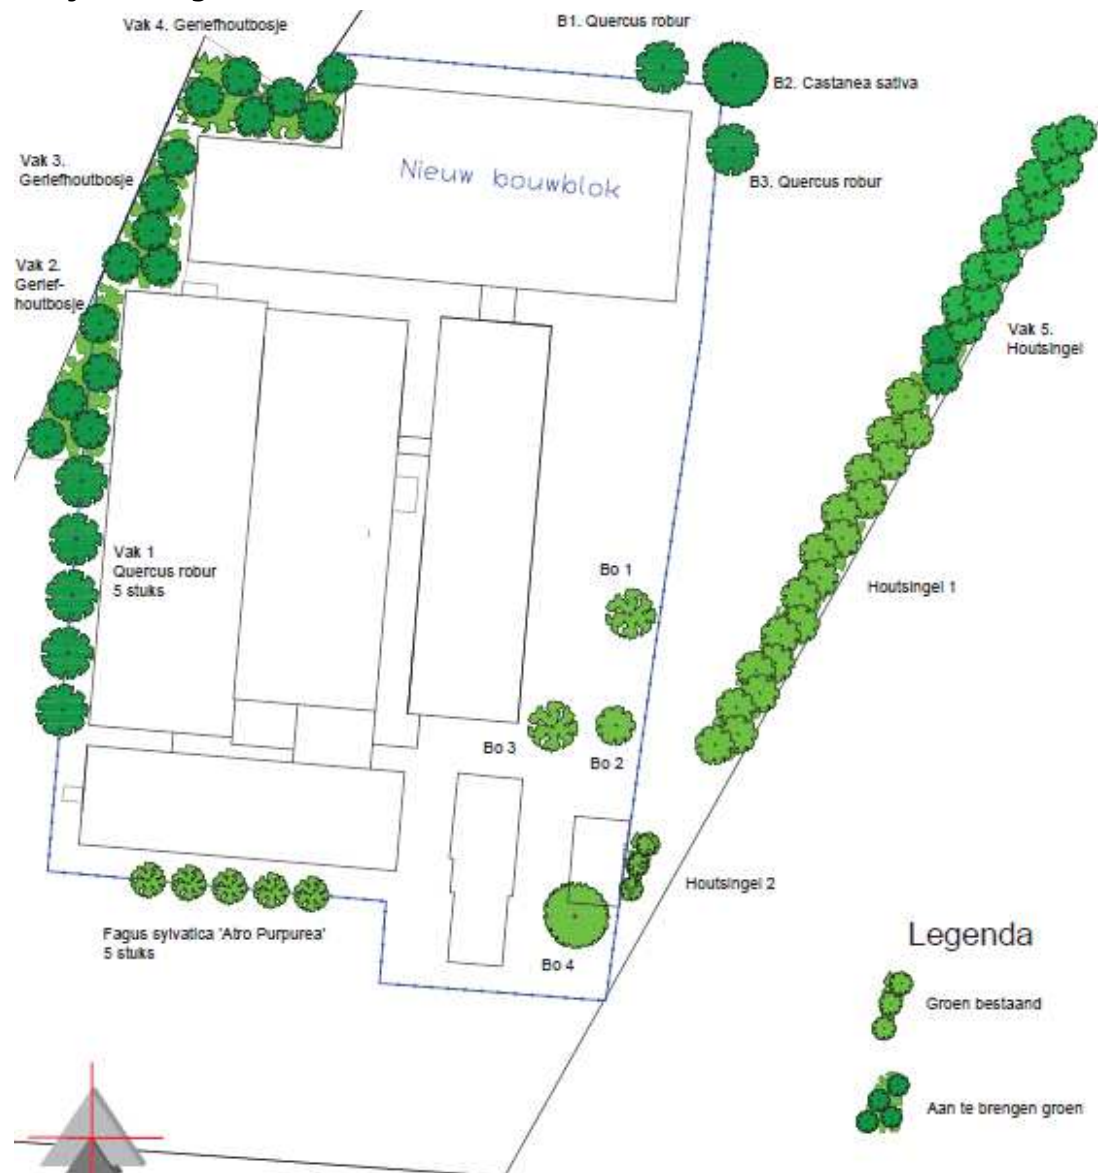 Vak 4. Geriefhoutbosje
B1. Quercus robur
B2. Castanea sativa
Vak 3.
Geriefhoutbosje
Nieuw bouwblok
B3. Quercus robur
Vak 2.
Gerief-
houtbosje
Vak 5.
Houtsingel
Vak 1
Quercus robur
5 stuks
Bo 1
Houtsingel 1
Bo 3
Bo 2
Houtsingel 2
Fagus sylvatica 'Atro Purpurea'
5 stuks
Bo 4
Legenda
Groen bestaand
Aan te brengen groen